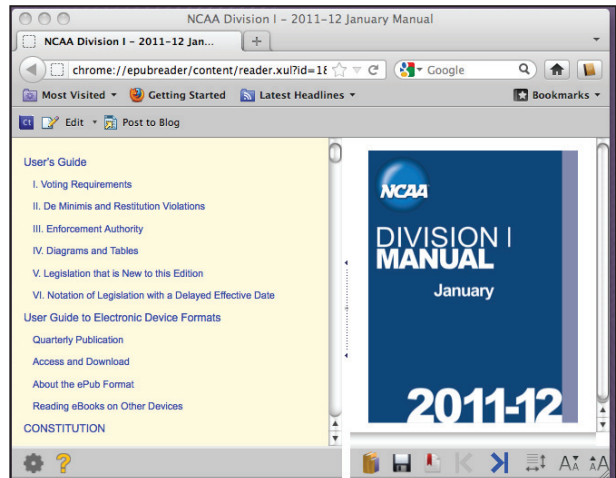 NCAA Division I – 2011-12 January Manual
NCAA Division I – 2011-12 Jan...
chrome://epubreader/content/reader.xul?id=18
Google
Most Visited
Getting Started
Latest Headlines
Bookmarks
Ct
Edit
Post to Blog
User's Guide
I. Voting Requirements
II. De Minimis and Restitution Violations
III. Enforcement Authority
IV. Diagrams and Tables
V. Legislation that is New to this Edition
VI. Notation of Legislation with a Delayed Effective Date
User Guide to Electronic Device Formats
Quarterly Publication
Access and Download
About the ePub Format
Reading eBooks on Other Devices
CONSTITUTION
NCAA
DIVISION I
MANUAL
January
2011-12